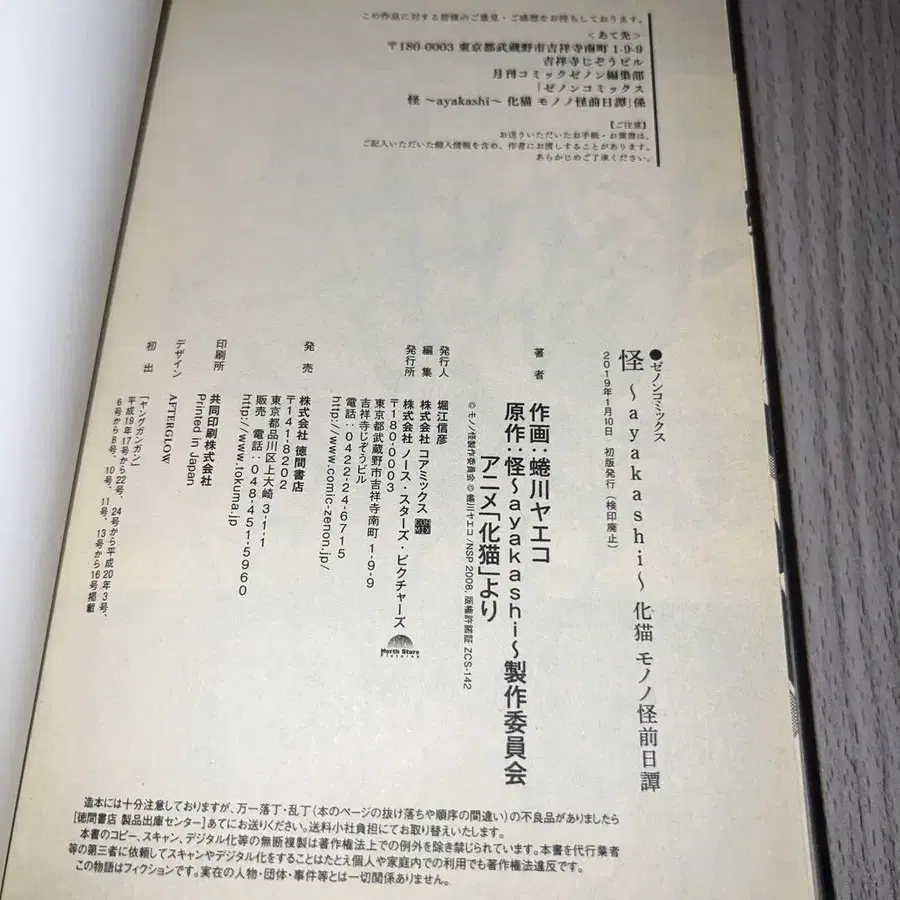 この作品に対する皆様のご意見・ご感想をお待ちしております。
＜あて先＞
〒180-0003 東京都武蔵野市吉祥寺南町 1-9-9
吉祥寺じぞうビル
月刊コミックゼノン編集部
「ゼノンコミックス
怪 〜ayakashi〜 化猫 モノノ怪前日譚」係
【ご注意】
お送りいただいたお手紙・お葉書は、
ご記入いただいた個人情報を含め、作者にお渡しすることがあります。
あらかじめご了承ください。
●ゼノンコミックス
怪 〜ayakashi〜 化猫 モノノ怪前日譚
2019年1月10日 初版発行（検印廃止）
著者 作画：蜷川ヤエコ
原作：怪〜ayakashi〜製作委員会
アニメ「化猫」より
© モノノ怪製作委員会 © 蜷川ヤエコ/NSP 2008, 版権許諾証 ZCS-142
発行人 堀江信彦
編集 株式会社 コアミックス
発行所 株式会社 ノース・スターズ・ピクチャーズ
North Stars
Pictures
〒180-0003
東京都武蔵野市吉祥寺南町 1-9-9
吉祥寺じぞうビル
電話：0422-24-6715
http://www.comic-zenon.jp/
発売 株式会社 徳間書店
〒141-8202
東京都品川区上大崎 3-1-1
販売 電話：048-451-5960
http://www.tokuma.jp
印刷所 共同印刷株式会社
Printed in Japan
デザイン AFTERGLOW
初出 「ヤングガンガン」
平成19年17号から22号、24号から平成20年3号、
6号から8号、10号、11号、13号から16号掲載
造本には十分注意しておりますが、万一落丁・乱丁（本のページの抜け落ちや順序の間違い）の不良品がありましたら
［徳間書店 製品出庫センター］あてにお送りください。送料小社負担にてお取り替えいたします。
本書のコピー、スキャン、デジタル化等の無断複製は著作権法上での例外を除き禁じられています。本書を代行業者
等の第三者に依頼してスキャンやデジタル化をすることはたとえ個人や家庭内での利用でも著作権法違反です。
この物語はフィクションです。実在の人物・団体・事件等とは一切関係ありません。